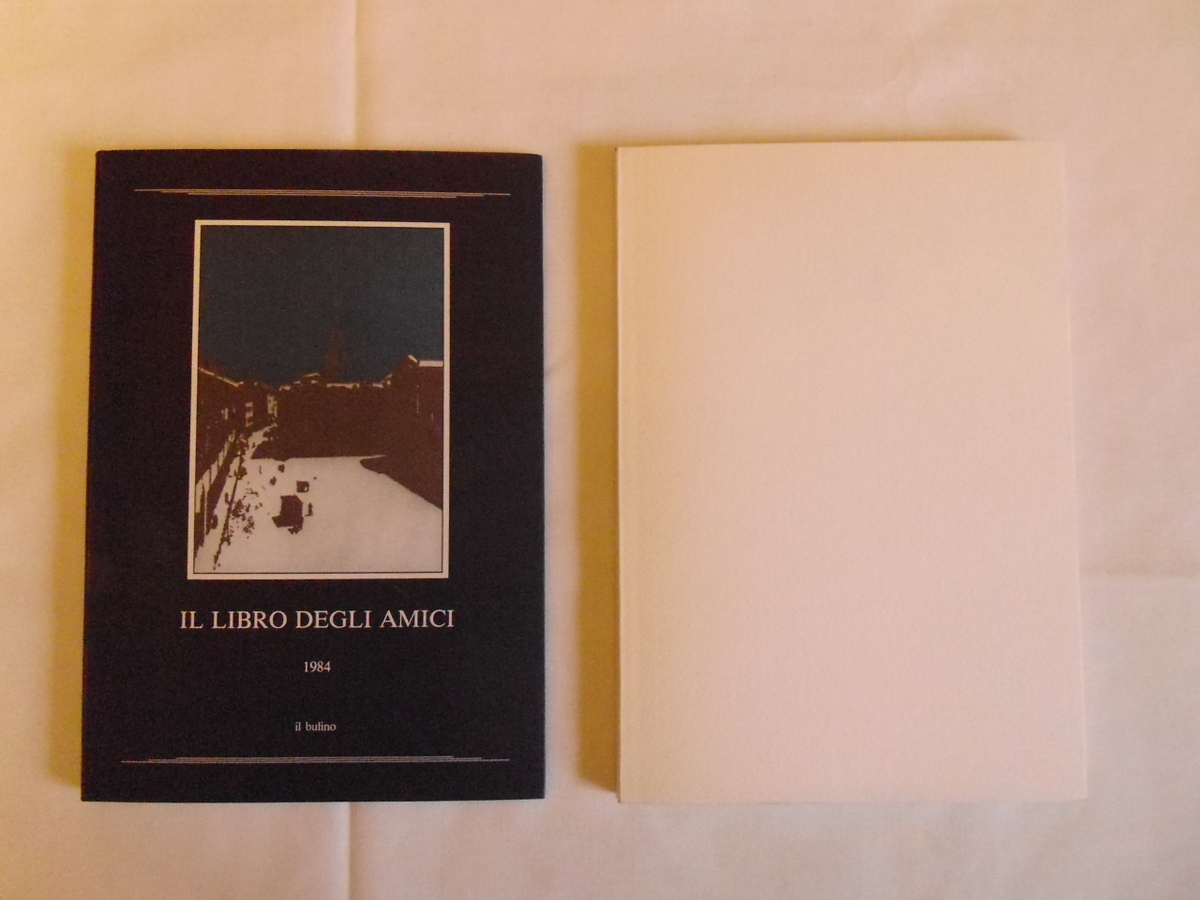 IL LIBRO DEGLI AMICI
1984
il bulino